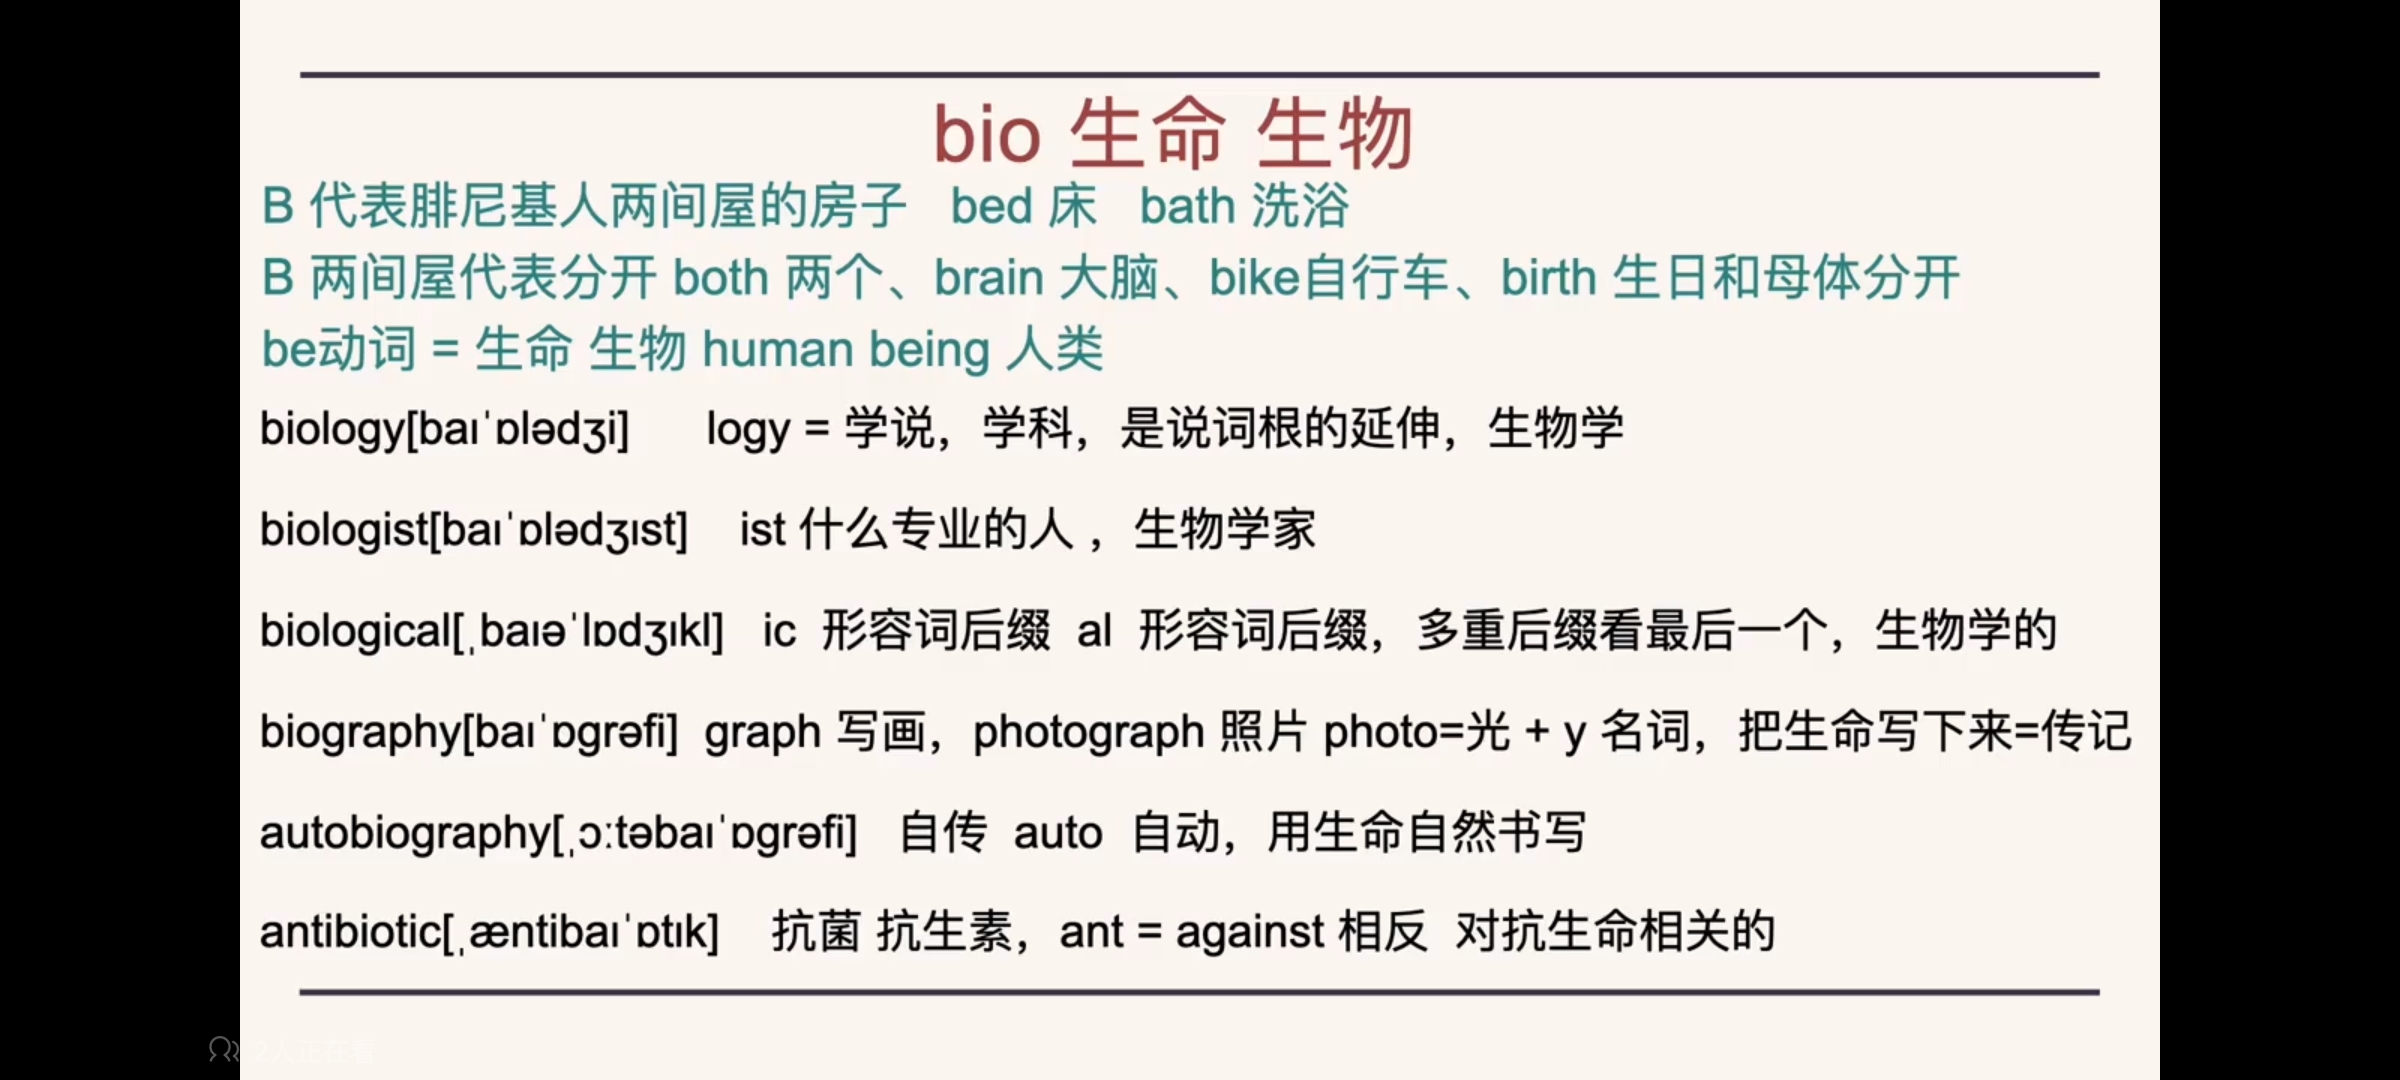 bio 生命 生物
B 代表腓尼基人两间屋的房子 bed 床 bath 洗浴
B 两间屋代表分开 both 两个、brain 大脑、bike自行车、birth 生日和母体分开
be动词 = 生命 生物 human being 人类
biology[baɪˈɒlədʒi] logy = 学说，学科，是说词根的延伸，生物学
biologist[baɪˈɒlədʒɪst] ist 什么专业的人 ，生物学家
biological[ˌbaɪəˈlɒdʒɪkl] ic 形容词后缀 al 形容词后缀，多重后缀看最后一个，生物学的
biography[baɪˈɒɡrəfi] graph 写画，photograph 照片 photo=光 + y 名词，把生命写下来=传记
autobiography[ˌɔːtəbaɪˈɒɡrəfi] 自传 auto 自动，用生命自然书写
antibiotic[ˌæntibaɪˈɒtɪk] 抗菌 抗生素，ant = against 相反 对抗生命相关的
2人正在看